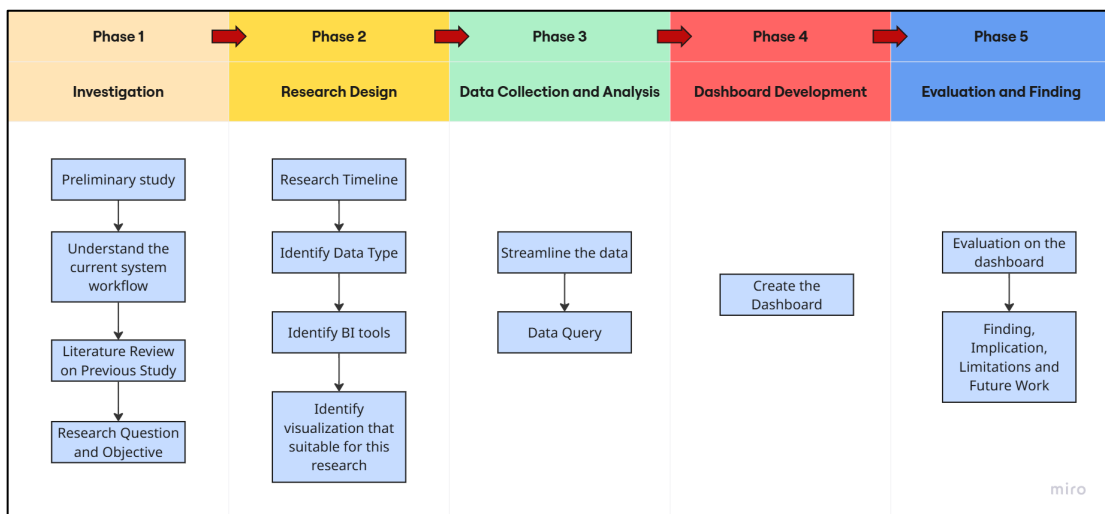 Phase 1
Phase 2
Phase 3
Phase 4
Phase 5
Investigation
Research Design
Data Collection and Analysis
Dashboard Development
Evaluation and Finding
Preliminary study
Understand the
current system
workflow
Literature Review
on Previous Study
Research Question
and Objective
Research Timeline
Identify Data Type
Identify BI tools
Identify
visualization that
suitable for this
research
Streamline the data
Data Query
Create the
Dashboard
Evaluation on the
dashboard
Finding,
Implication,
Limitations and
Future Work
miro